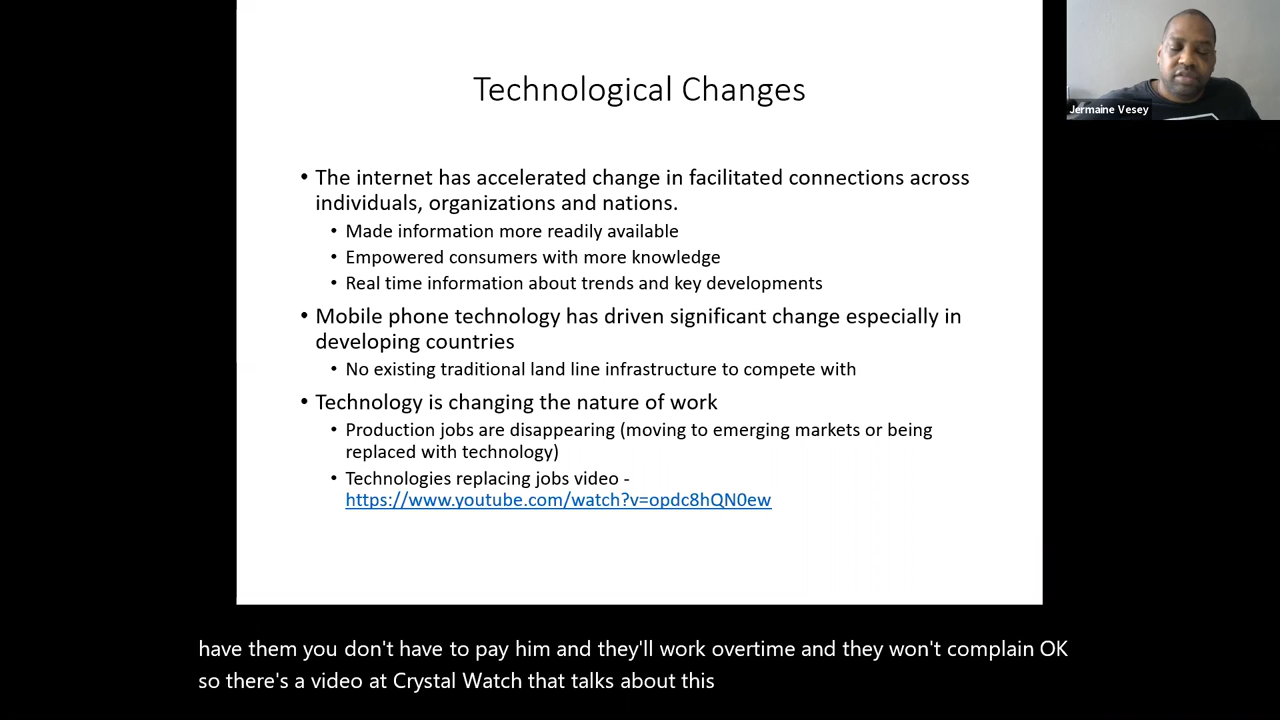 Technological Changes
Jermaine Vesey
• The internet has accelerated change in facilitated connections across
individuals, organizations and nations.
• Made information more readily available
• Empowered consumers with more knowledge
• Real time information about trends and key developments
• Mobile phone technology has driven significant change especially in
developing countries
• No existing traditional land line infrastructure to compete with
• Technology is changing the nature of work
• Production jobs are disappearing (moving to emerging markets or being
replaced with technology)
• Technologies replacing jobs video -
https://www.youtube.com/watch?v=opdc8hQN0ew
have them you don't have to pay him and they'll work overtime and they won't complain OK
so there's a video at Crystal Watch that talks about this